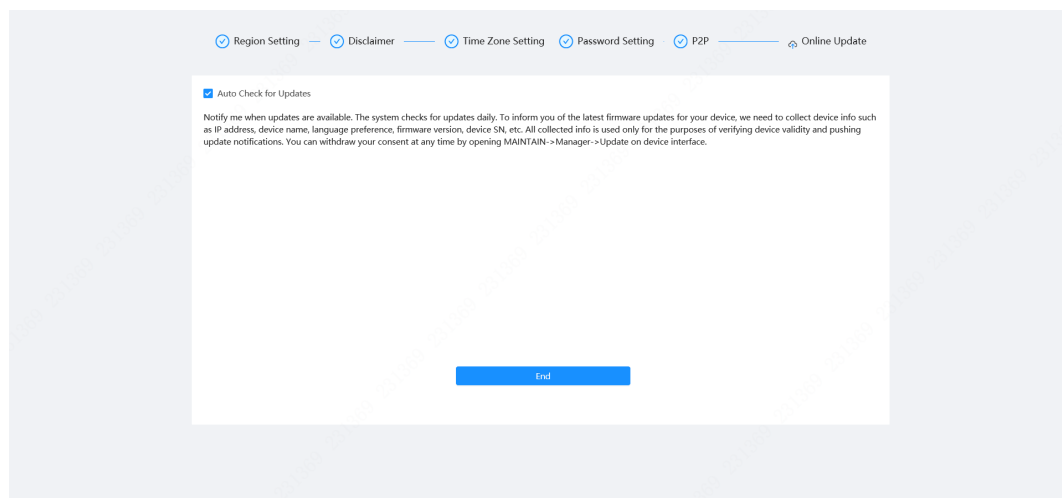 Region Setting Disclaimer Time Zone Setting Password Setting P2P Online Update
Auto Check for Updates
Notify me when updates are available. The system checks for updates daily. To inform you of the latest firmware updates for your device, we need to collect device info such
as IP address, device name, language preference, firmware version, device SN, etc. All collected info is used only for the purposes of verifying device validity and pushing
update notifications. You can withdraw your consent at any time by opening MAINTAIN->Manager->Update on device interface.
End